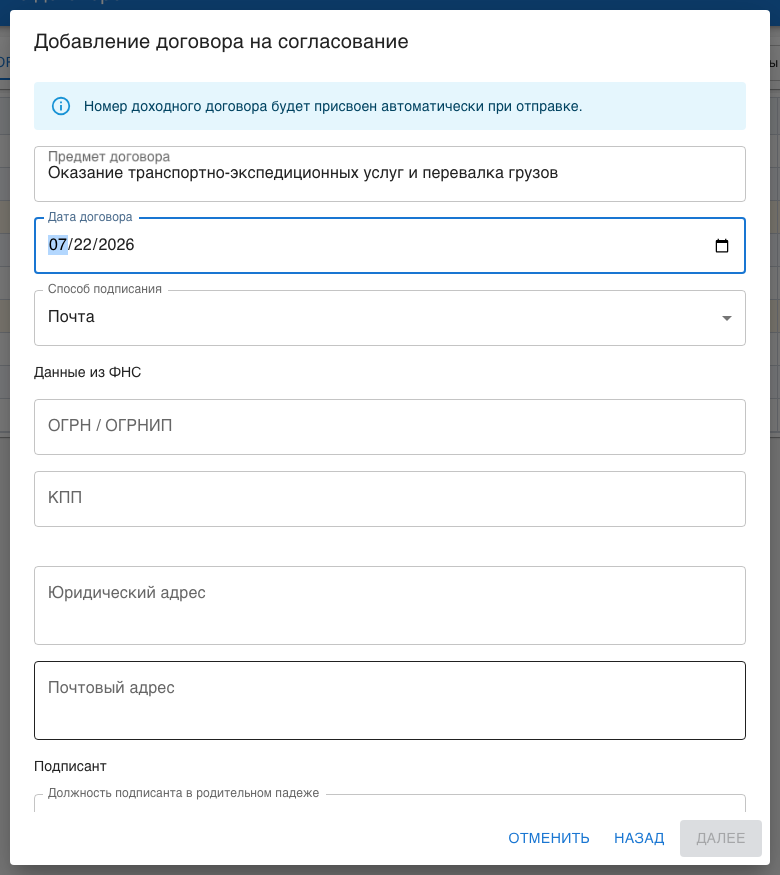 Добавление договора на согласование
Номер доходного договора будет присвоен автоматически при отправке.
Предмет договора
Оказание транспортно-экспедиционных услуг и перевалка грузов
Дата договора
07/22/2026
Способ подписания
Почта
Данные из ФНС
ОГРН / ОГРНИП
КПП
Юридический адрес
Почтовый адрес
Подписант
Должность подписанта в родительном падеже
ОТМЕНИТЬ НАЗАД ДАЛЕЕ